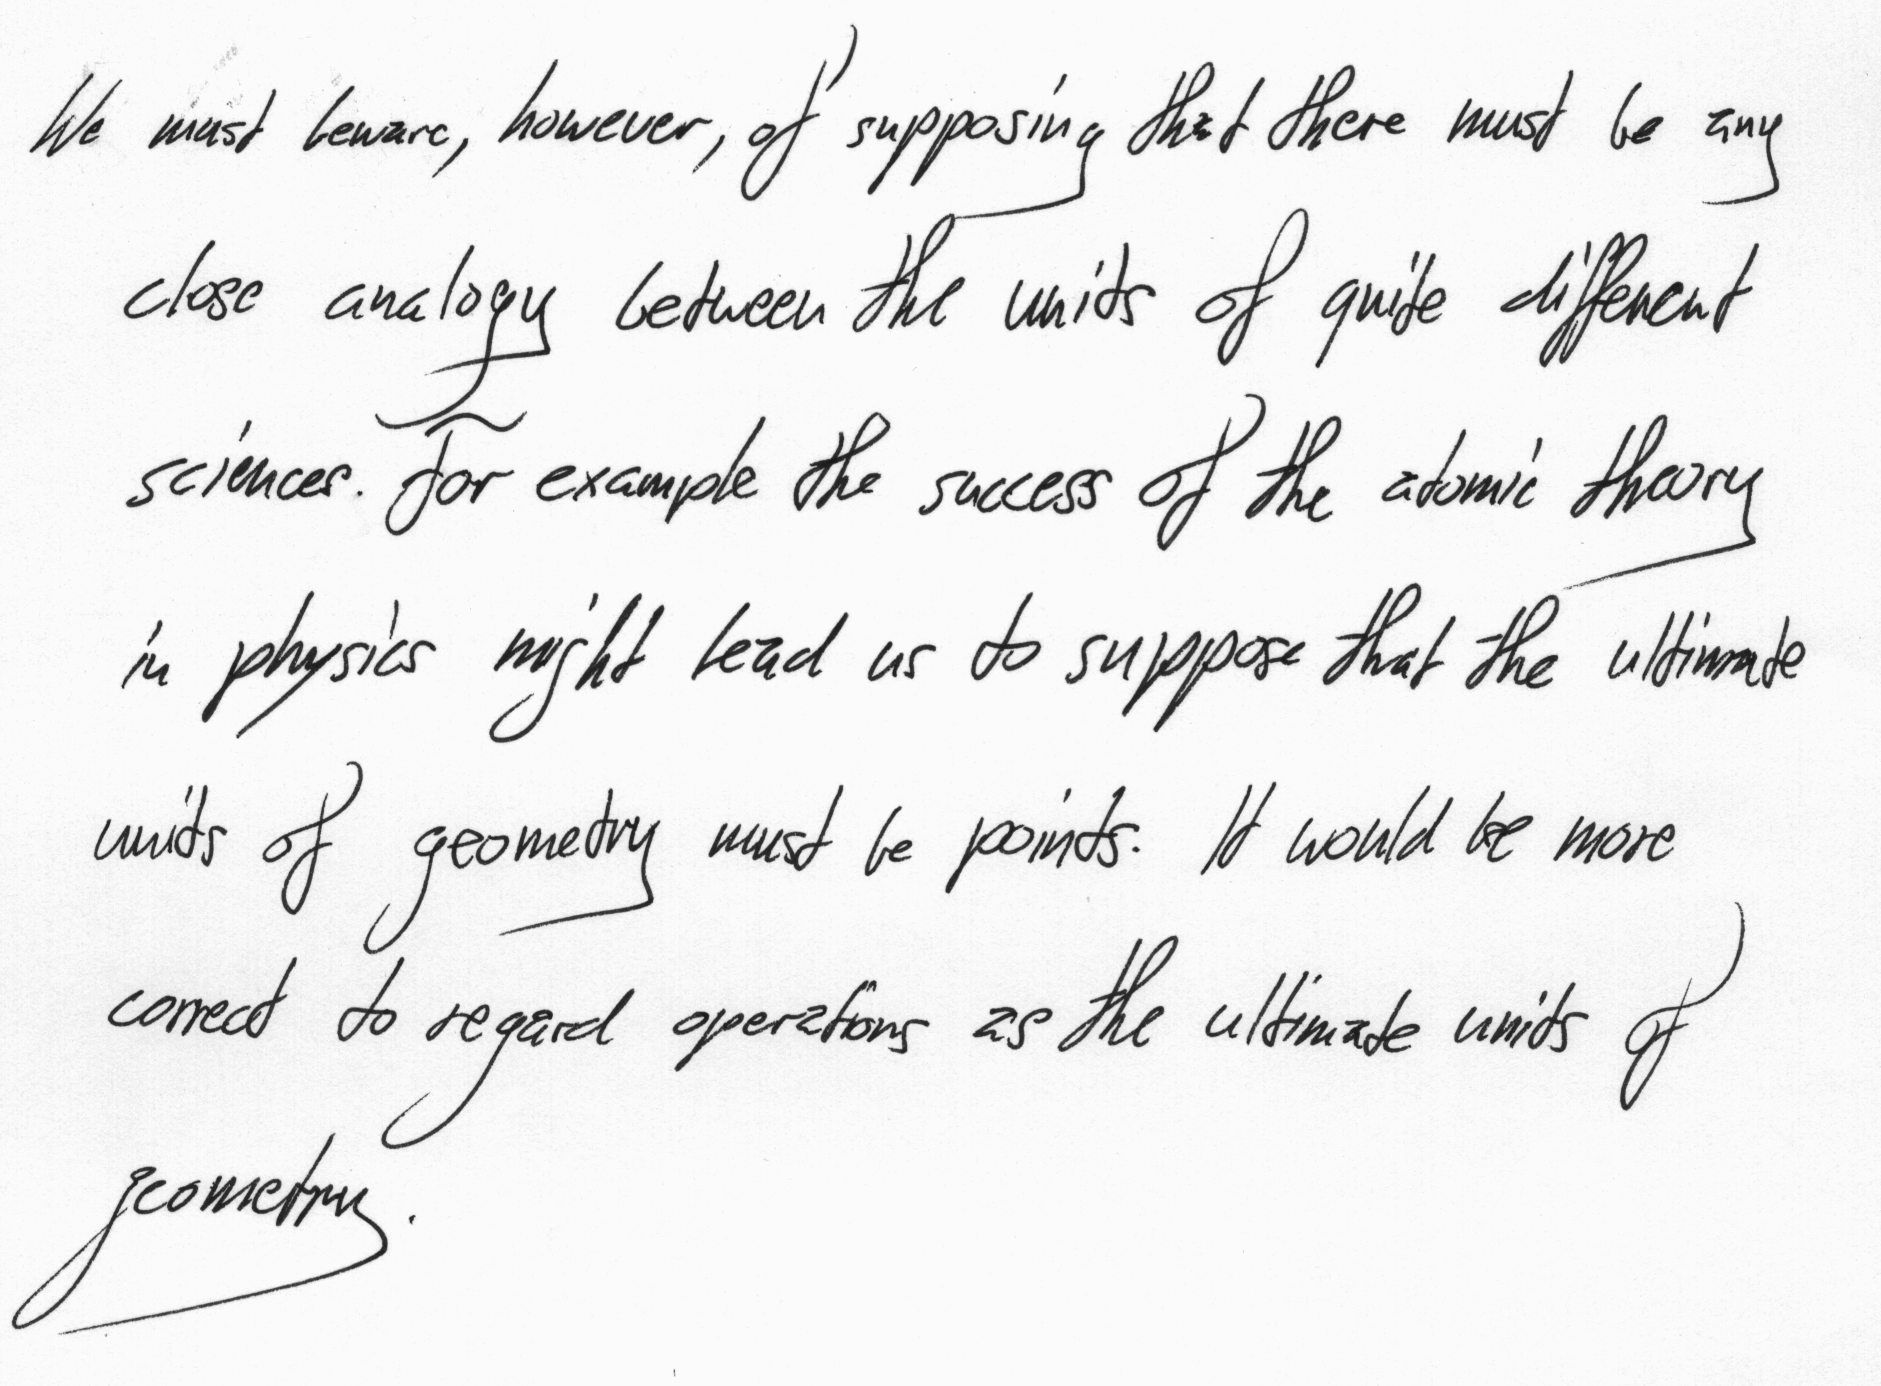 We must beware, however, of supposing that there must be any
close analogy between the units of quite different
sciences. For example the success of the atomic theory
in physics might lead us to suppose that the ultimate
units of geometry must be points. It would be more
correct to regard operations as the ultimate units of
geometry.